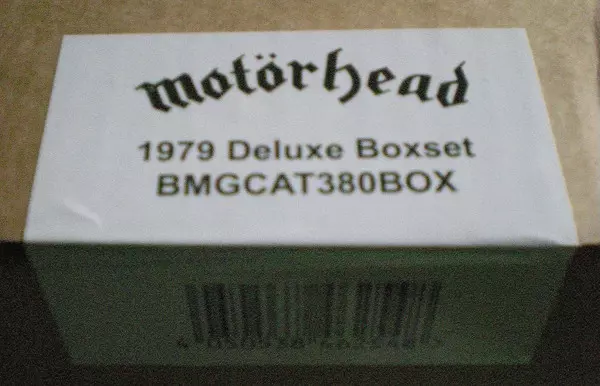 motörhead
1979 Deluxe Boxset
BMGCAT380BOX